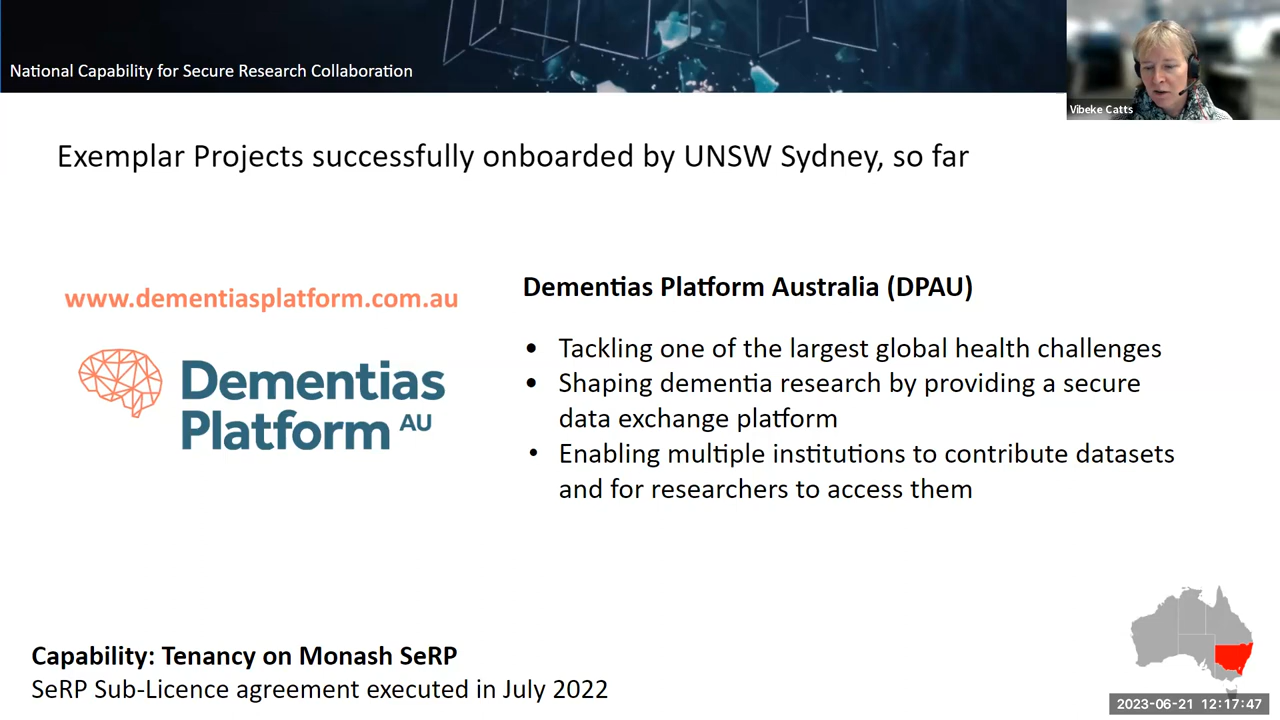 National Capability for Secure Research Collaboration
Vibeke Catts
Exemplar Projects successfully onboarded by UNSW Sydney, so far
www.dementiasplatform.com.au
Dementias
Platform AU
Dementias Platform Australia (DPAU)
• Tackling one of the largest global health challenges
• Shaping dementia research by providing a secure
data exchange platform
• Enabling multiple institutions to contribute datasets
and for researchers to access them
Capability: Tenancy on Monash SeRP
SeRP Sub-Licence agreement executed in July 2022
2023-06-21 12:17:47